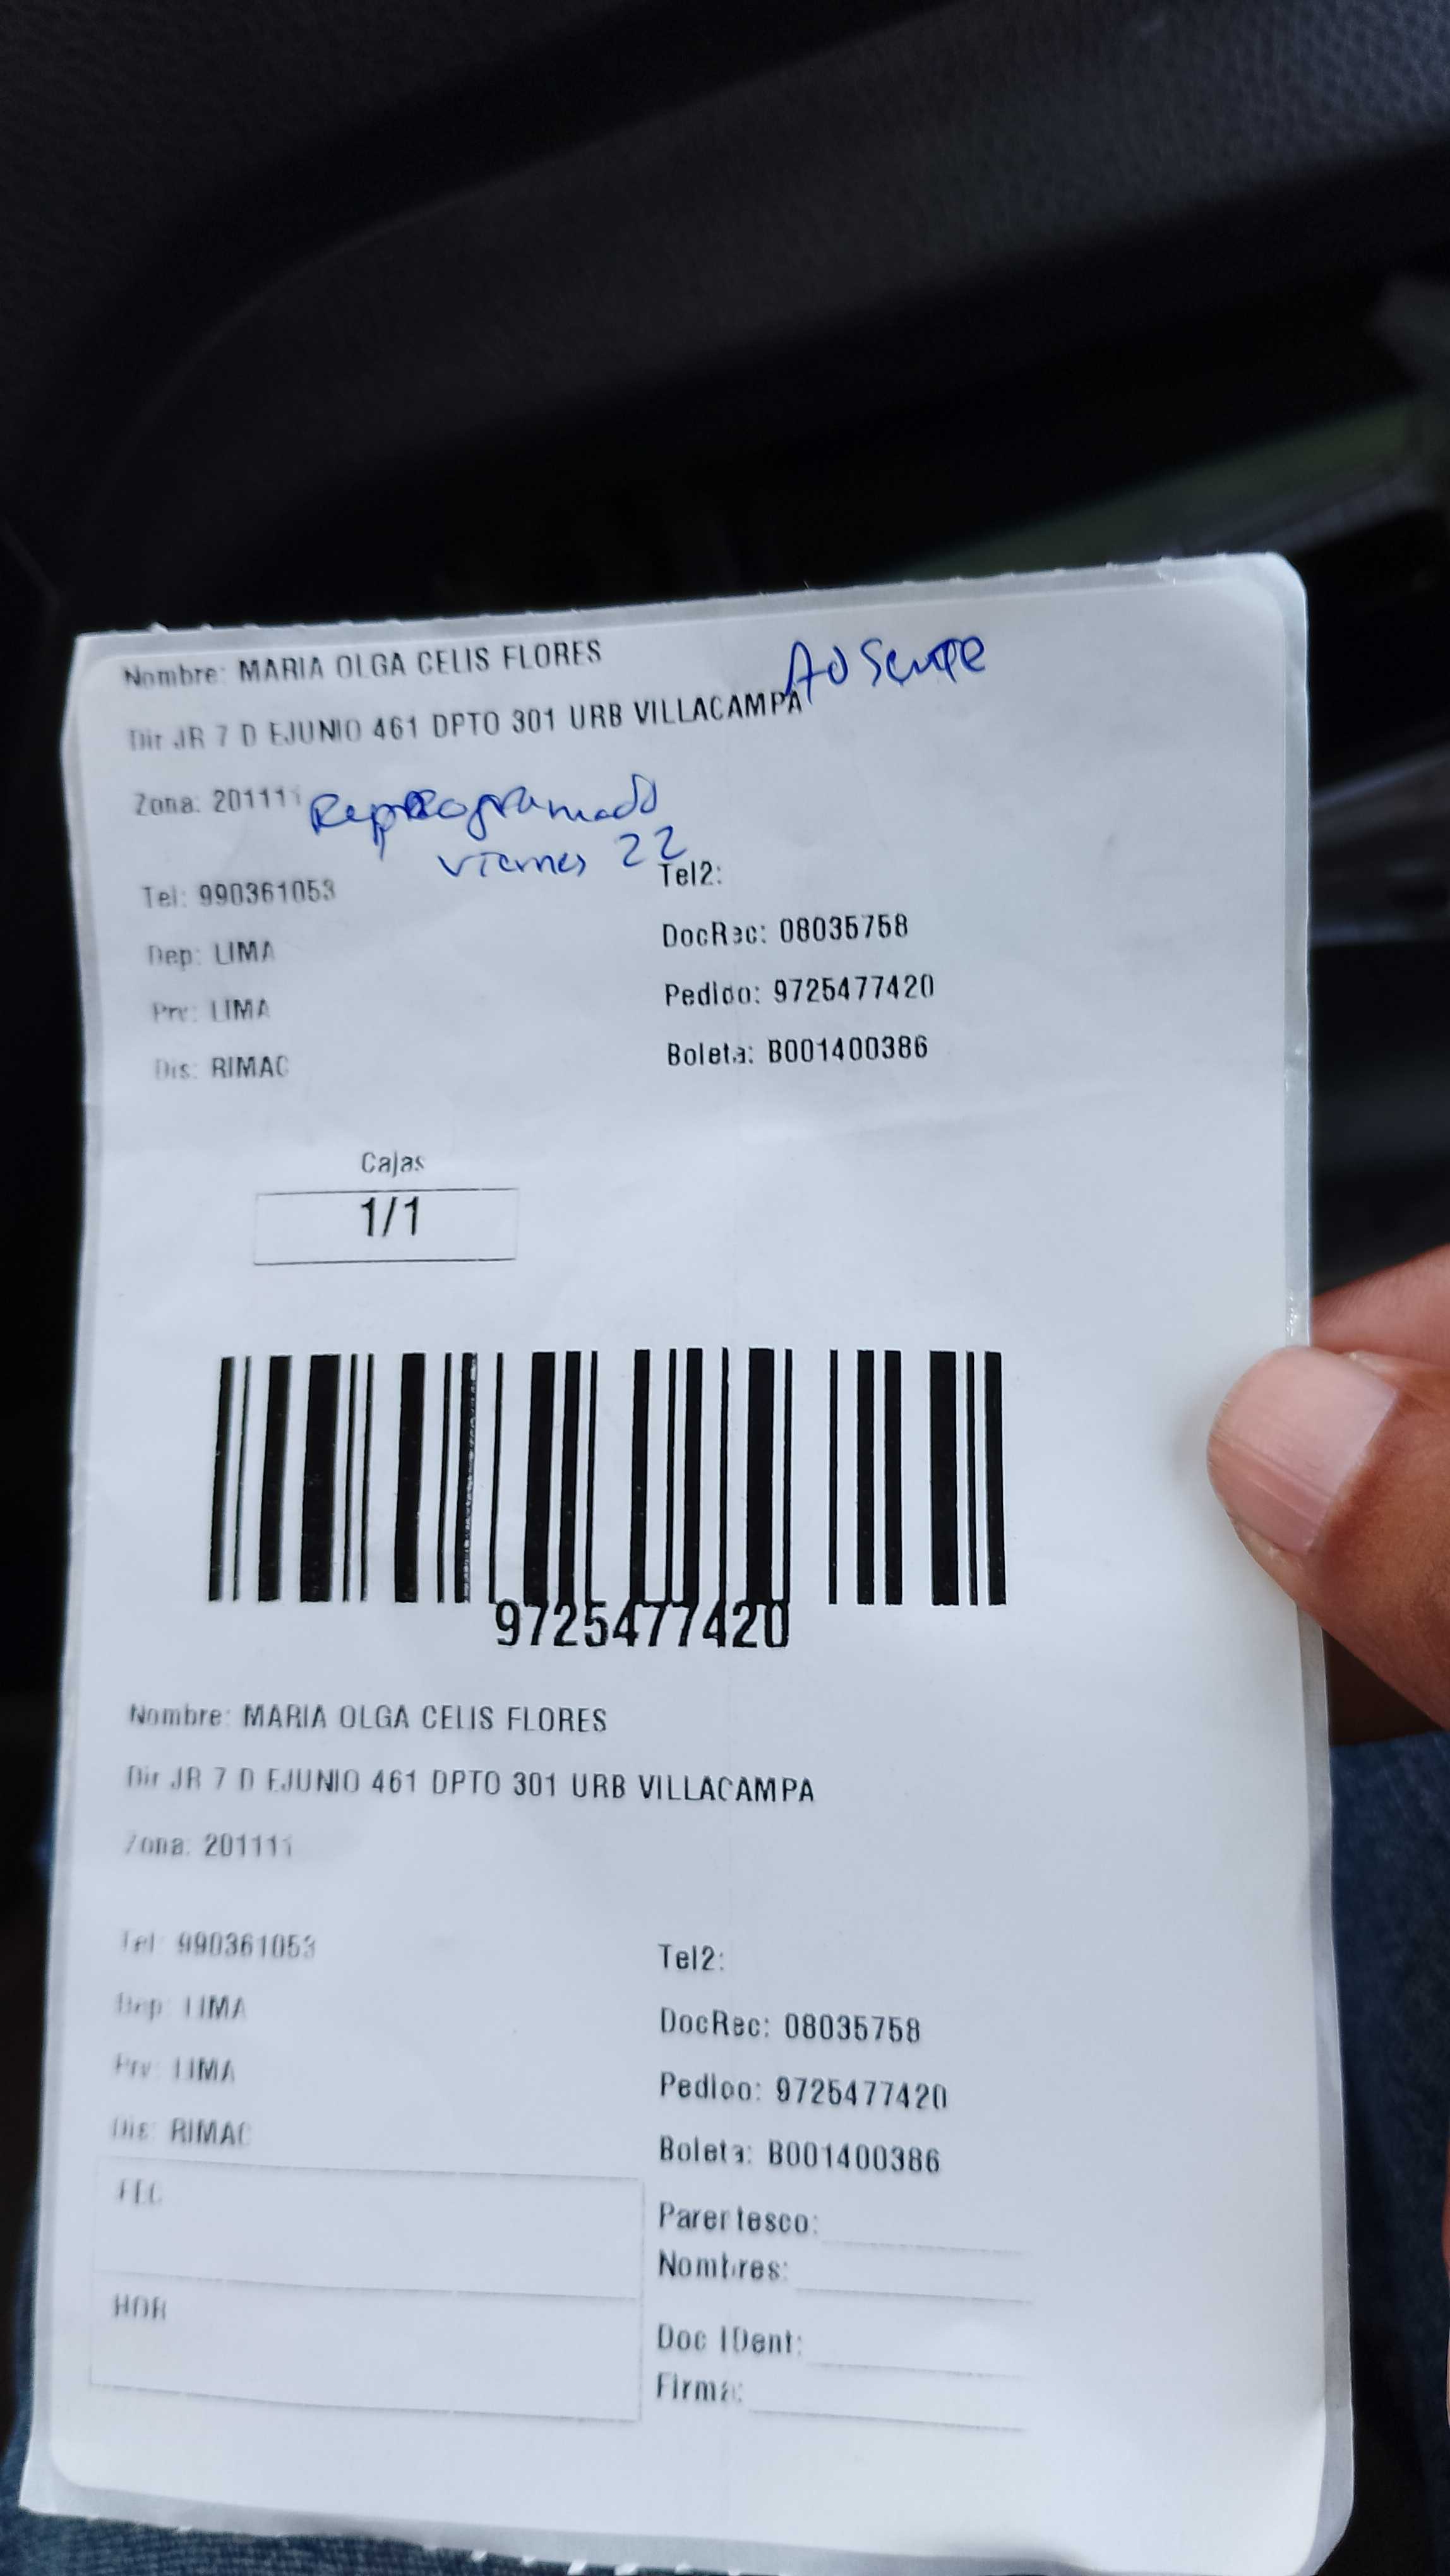 Nombre: MARIA OLGA CELIS FLORES
Ausente
Dir JR 7 D EJUNIO 461 DPTO 301 URB VILLACAMPA
Zona: 201111
Reprogramado
viernes 22
Tel: 990361053 Tel2:
Dep: LIMA DocRec: 08035758
Prv: LIMA Pedido: 9725477420
Dis: RIMAC Boleta: B001400386
Cajas
1/1
9725477420
Nombre: MARIA OLGA CELIS FLORES
Dir JR 7 D EJUNIO 461 DPTO 301 URB VILLACAMPA
Zona: 201111
Tel: 990361053 Tel2:
Dep: LIMA DocRec: 08035758
Prv: LIMA Pedido: 9725477420
Dis: RIMAC Boleta: B001400386
FEC Parentesco:
Nombres:
HOR Doc IDent:
Firma: